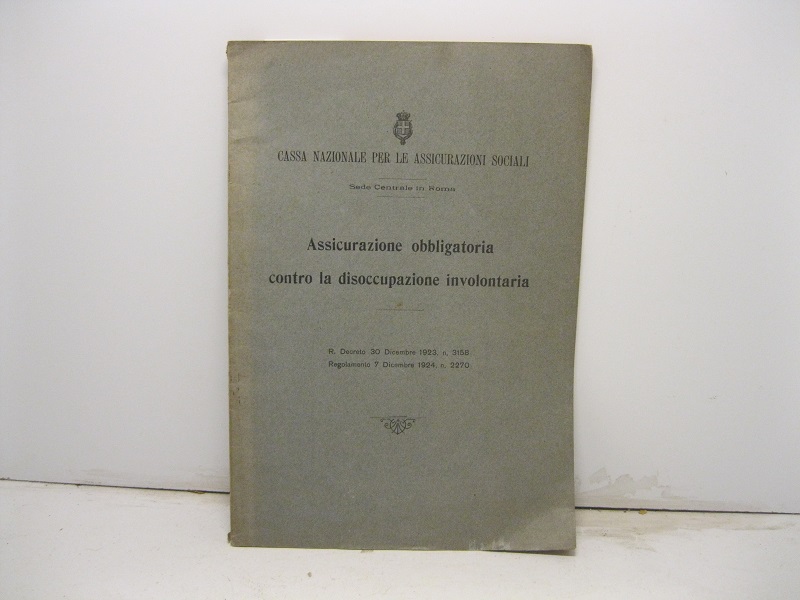 CASSA NAZIONALE PER LE ASSICURAZIONI SOCIALI
Sede Centrale in Roma
Assicurazione obbligatoria
contro la disoccupazione involontaria
R. Decreto 30 Dicembre 1923, n. 3158
Regolamento 7 Dicembre 1924, n. 2270